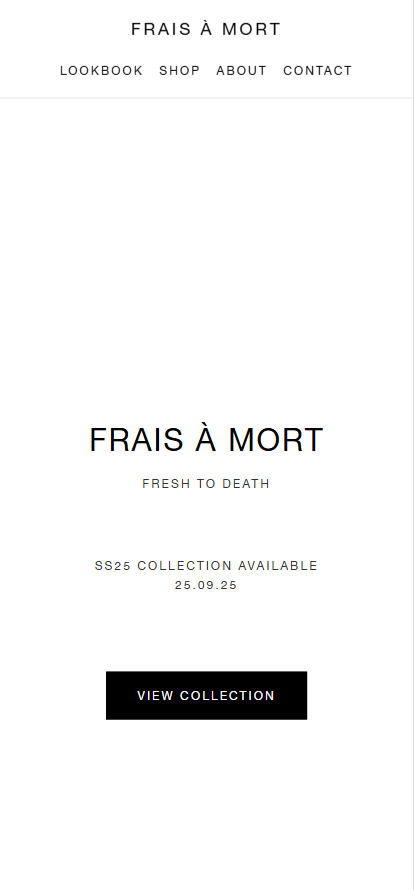 FRAIS À MORT
LOOKBOOK SHOP ABOUT CONTACT
FRAIS À MORT
FRESH TO DEATH
SS25 COLLECTION AVAILABLE
25.09.25
VIEW COLLECTION